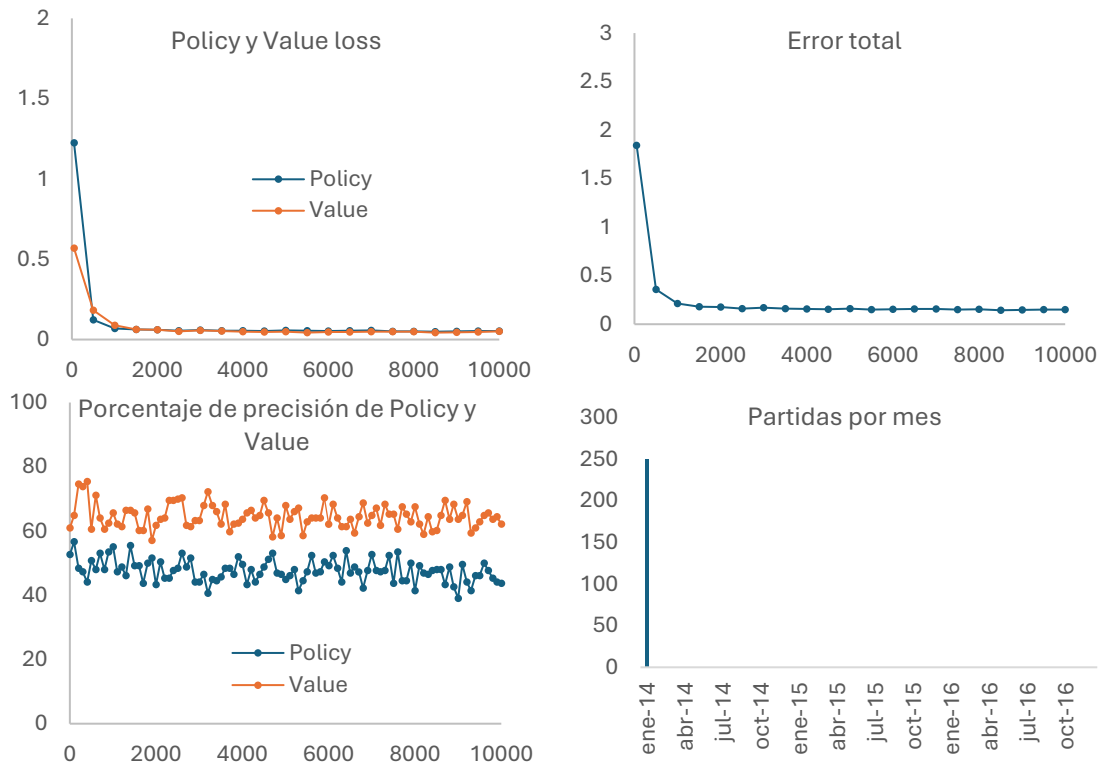 Policy y Value loss
2
1.5
1
0.5
0
Policy
Value
0 2000 4000 6000 8000 10000
Error total
3
2.5
2
1.5
1
0.5
0
0 2000 4000 6000 8000 10000
Porcentaje de precisión de Policy y
Value
100
80
60
40
20
0
Policy
Value
0 2000 4000 6000 8000 10000
Partidas por mes
300
250
200
150
100
50
0
ene-14
abr-14
jul-14
oct-14
ene-15
abr-15
jul-15
oct-15
ene-16
abr-16
jul-16
oct-16